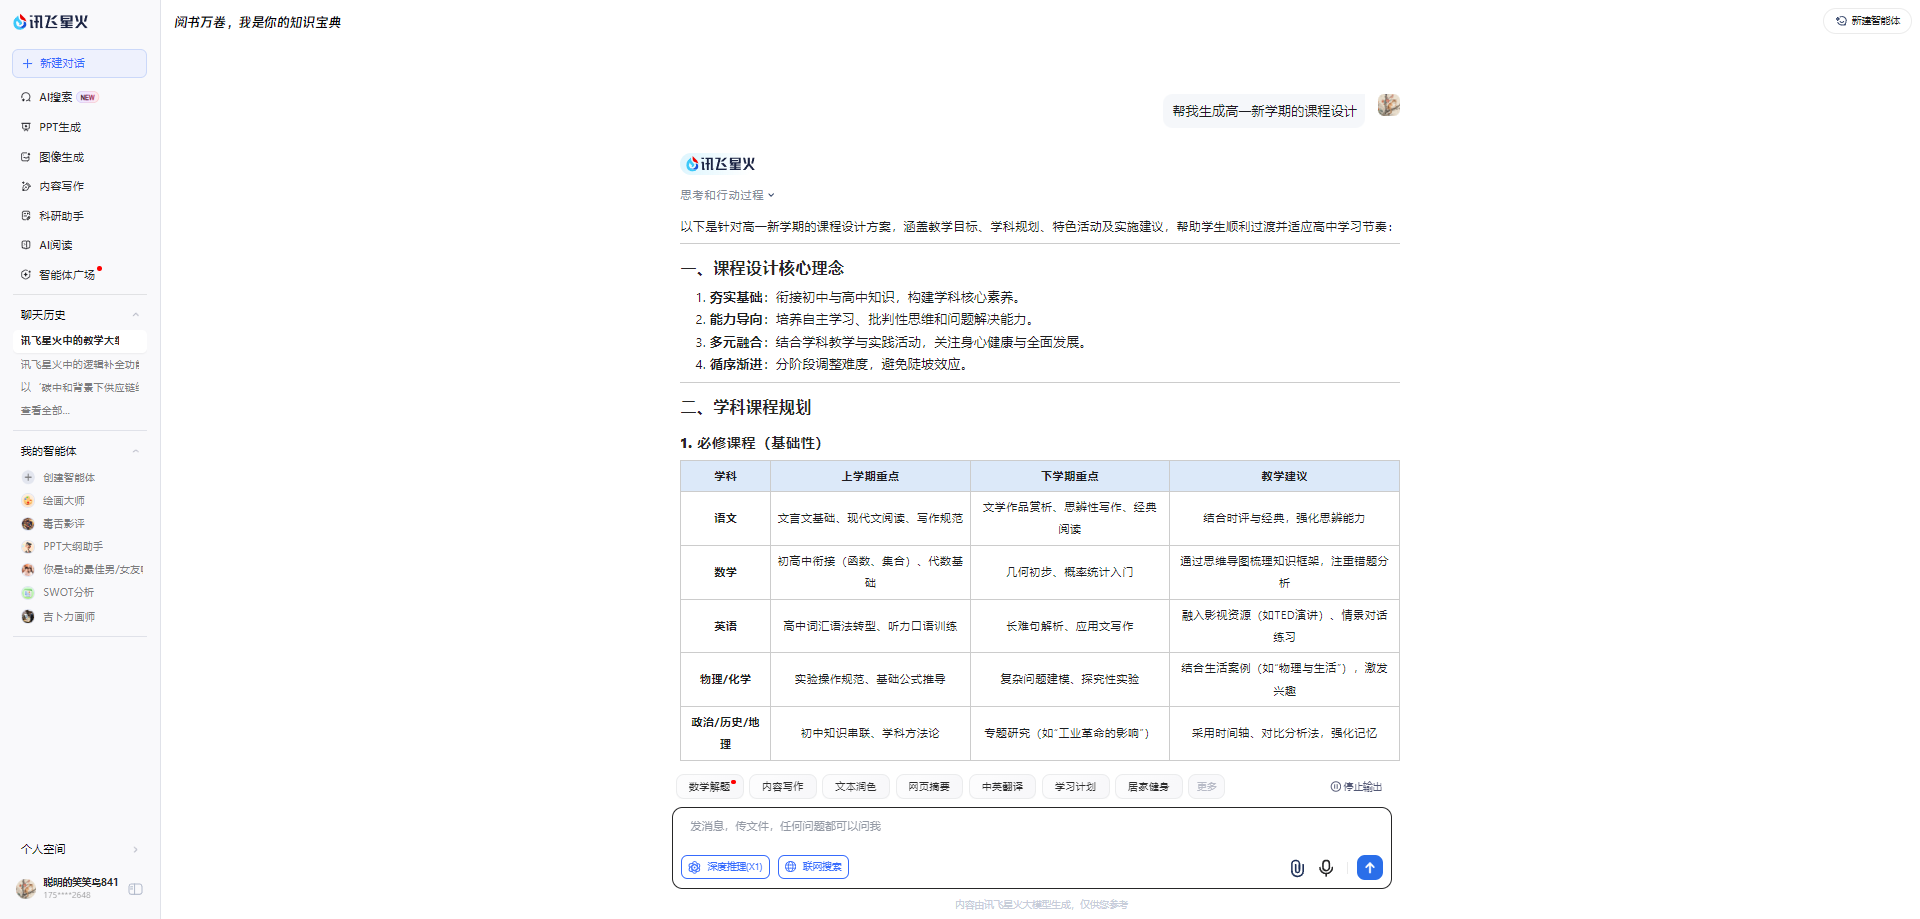 讯飞星火
新建对话
AI搜索 NEW
PPT生成
图像生成
内容写作
科研助手
AI阅读
智能体广场
聊天历史
讯飞星火中的教学大纲
讯飞星火中的逻辑补全功能
以“碳中和背景下供应链
查看全部...
我的智能体
创建智能体
绘画大师
毒舌影评
PPT大纲助手
你是ta的最佳男/女友
SWOT分析
吉卜力画师
个人空间
聪明的笑笑鸟841
175****2648
阅书万卷，我是你的知识宝典
新建智能体
帮我生成高一新学期的课程设计
讯飞星火
思考和行动过程
以下是针对高一新学期的课程设计方案，涵盖教学目标、学科规划、特色活动及实施建议，帮助学生顺利过渡并适应高中学习节奏：
一、课程设计核心理念
1. 夯实基础：衔接初中与高中知识，构建学科核心素养。
2. 能力导向：培养自主学习、批判性思维和问题解决能力。
3. 多元融合：结合学科教学与实践活动，关注身心健康与全面发展。
4. 循序渐进：分阶段调整难度，避免陡坡效应。
二、学科课程规划
1. 必修课程（基础性）
学科 上学期重点 下学期重点 教学建议
语文 文言文基础、现代文阅读、写作规范 文学作品赏析、思辨性写作、经典
阅读 结合时评与经典，强化思辨能力
数学 初高中衔接（函数、集合）、代数基
础 几何初步、概率统计入门 通过思维导图梳理知识框架，注重错题分
析
英语 高中词汇语法转型、听力口语训练 长难句解析、应用文写作 融入影视资源（如TED演讲）、情景对话
练习
物理/化学 实验操作规范、基础公式推导 复杂问题建模、探究性实验 结合生活案例（如“物理与生活”），激发
兴趣
政治/历史/地
理 初中知识串联、学科方法论 专题研究（如“工业革命的影响”） 采用时间轴、对比分析法，强化记忆
数学解题 内容写作 文本润色 网页摘要 中英翻译 学习计划 居家健身 更多 停止输出
发消息，传文件，任何问题都可以问我
深度推理(X1) 联网搜索
内容由讯飞星火大模型生成，仅供您参考